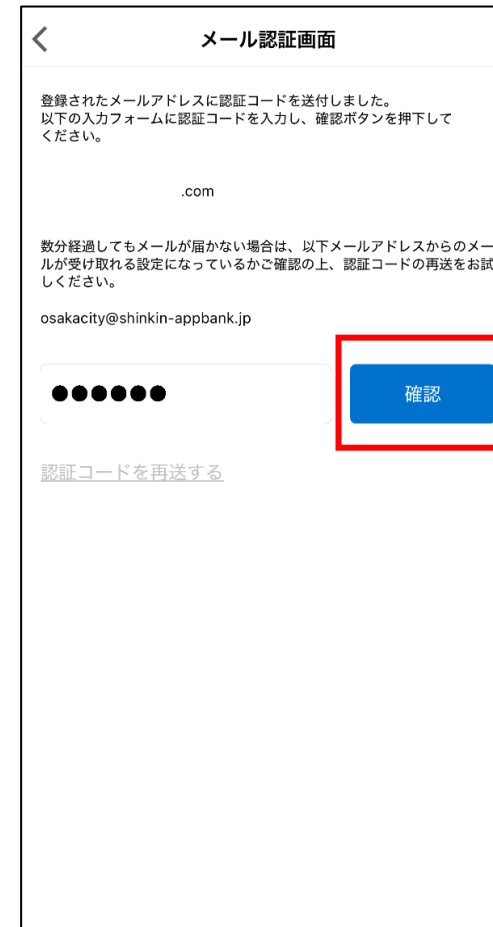 メール認証画面
登録されたメールアドレスに認証コードを送付しました。
以下の入力フォームに認証コードを入力し、確認ボタンを押下して
ください。
.com
数分経過してもメールが届かない場合は、以下メールアドレスからのメー
ルが受け取れる設定になっているかご確認の上、認証コードの再送をお試
しください。
osakacity@shinkin-appbank.jp
●●●●●●
確認
認証コードを再送する